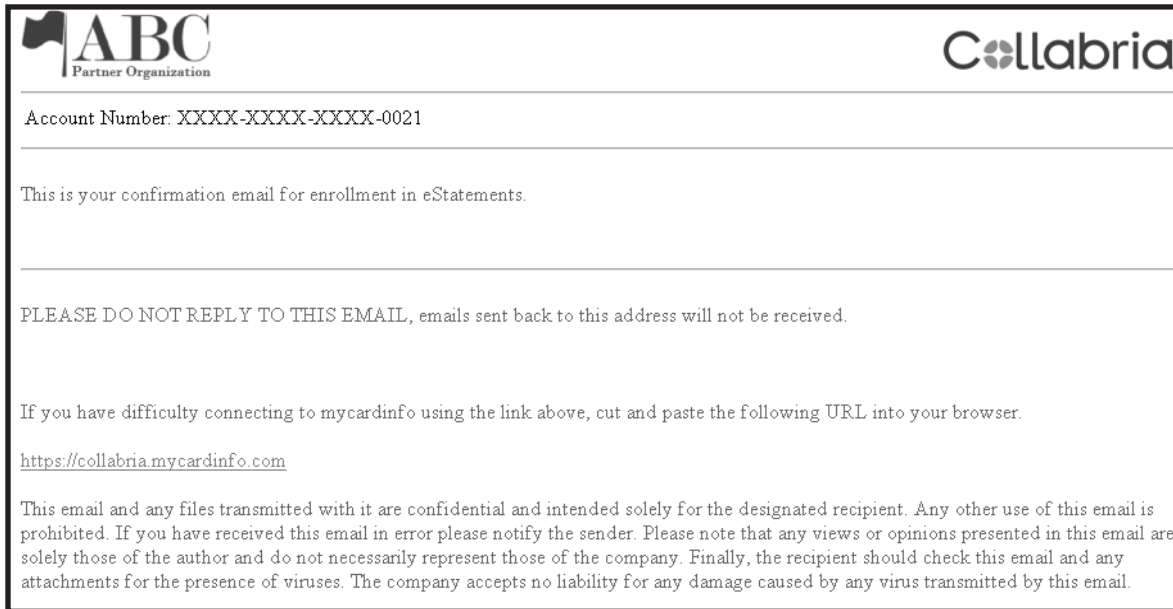 ABC
Partner Organization
Collabria
Account Number: XXXX-XXXX-XXXX-0021
This is your confirmation email for enrollment in eStatements.
PLEASE DO NOT REPLY TO THIS EMAIL, emails sent back to this address will not be received.
If you have difficulty connecting to mycardinfo using the link above, cut and paste the following URL into your browser.
https://collabria.mycardinfo.com
This email and any files transmitted with it are confidential and intended solely for the designated recipient. Any other use of this email is
prohibited. If you have received this email in error please notify the sender. Please note that any views or opinions presented in this email are
solely those of the author and do not necessarily represent those of the company. Finally, the recipient should check this email and any
attachments for the presence of viruses. The company accepts no liability for any damage caused by any virus transmitted by this email.